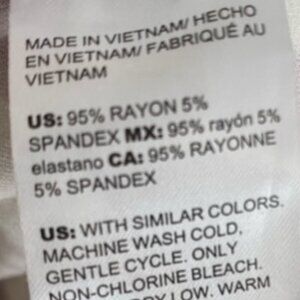 MADE IN VIETNAM/ HECHO
EN VIETNAM/ FABRIQUÉ AU
VIETNAM
US: 95% RAYON 5%
SPANDEX MX: 95% rayón 5%
elastano CA: 95% RAYONNE
5% SPANDEX
US: WITH SIMILAR COLORS.
MACHINE WASH COLD,
GENTLE CYCLE. ONLY
NON-CHLORINE BLEACH.
LOW. WARM